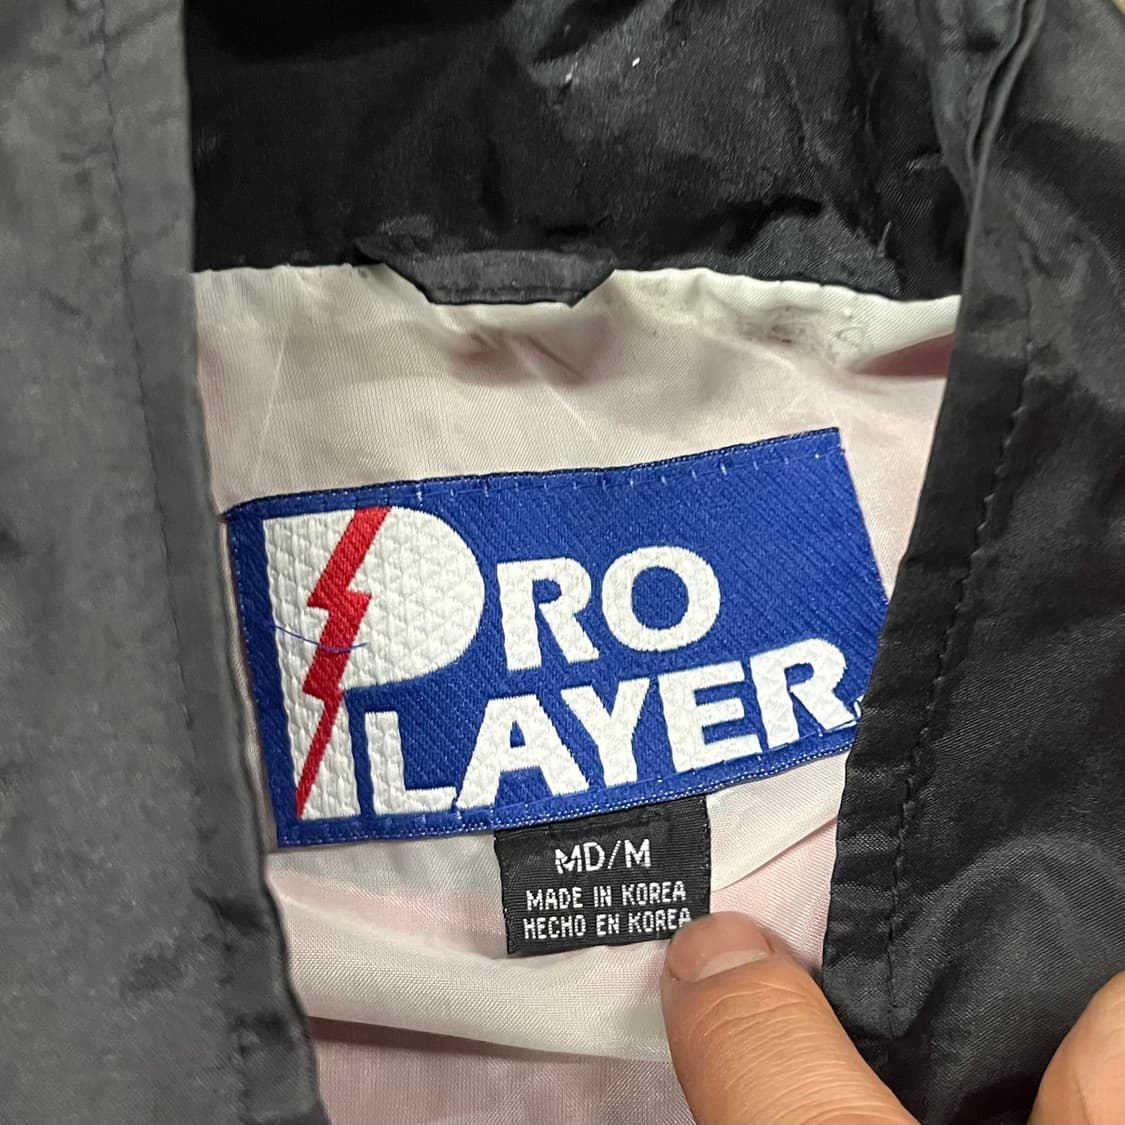 PRO
PLAYER
MD/M
MADE IN KOREA
HECHO EN KOREA